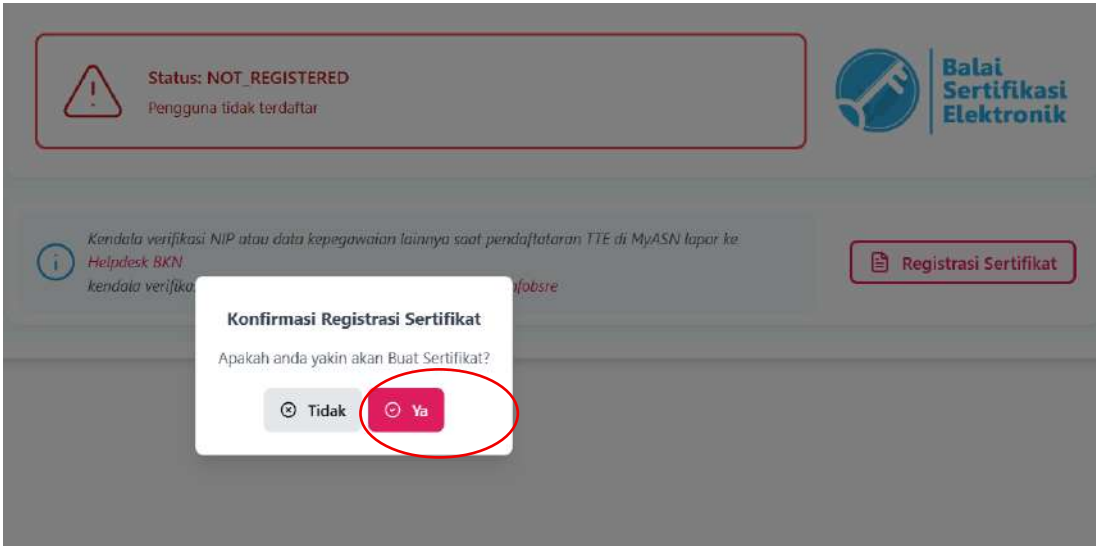 Status: NOT_REGISTERED
Pengguna tidak terdaftar
Balai
Sertifikasi
Elektronik
Kendala verifikasi NIP atau data kepegawaian lainnya saat pendaftataran TTE di MyASN lapor ke
Helpdesk BKN
kendala verifika
Registrasi Sertifikat
Konfirmasi Registrasi Sertifikat
Apakah anda yakin akan Buat Sertifikat?
Tidak
Ya